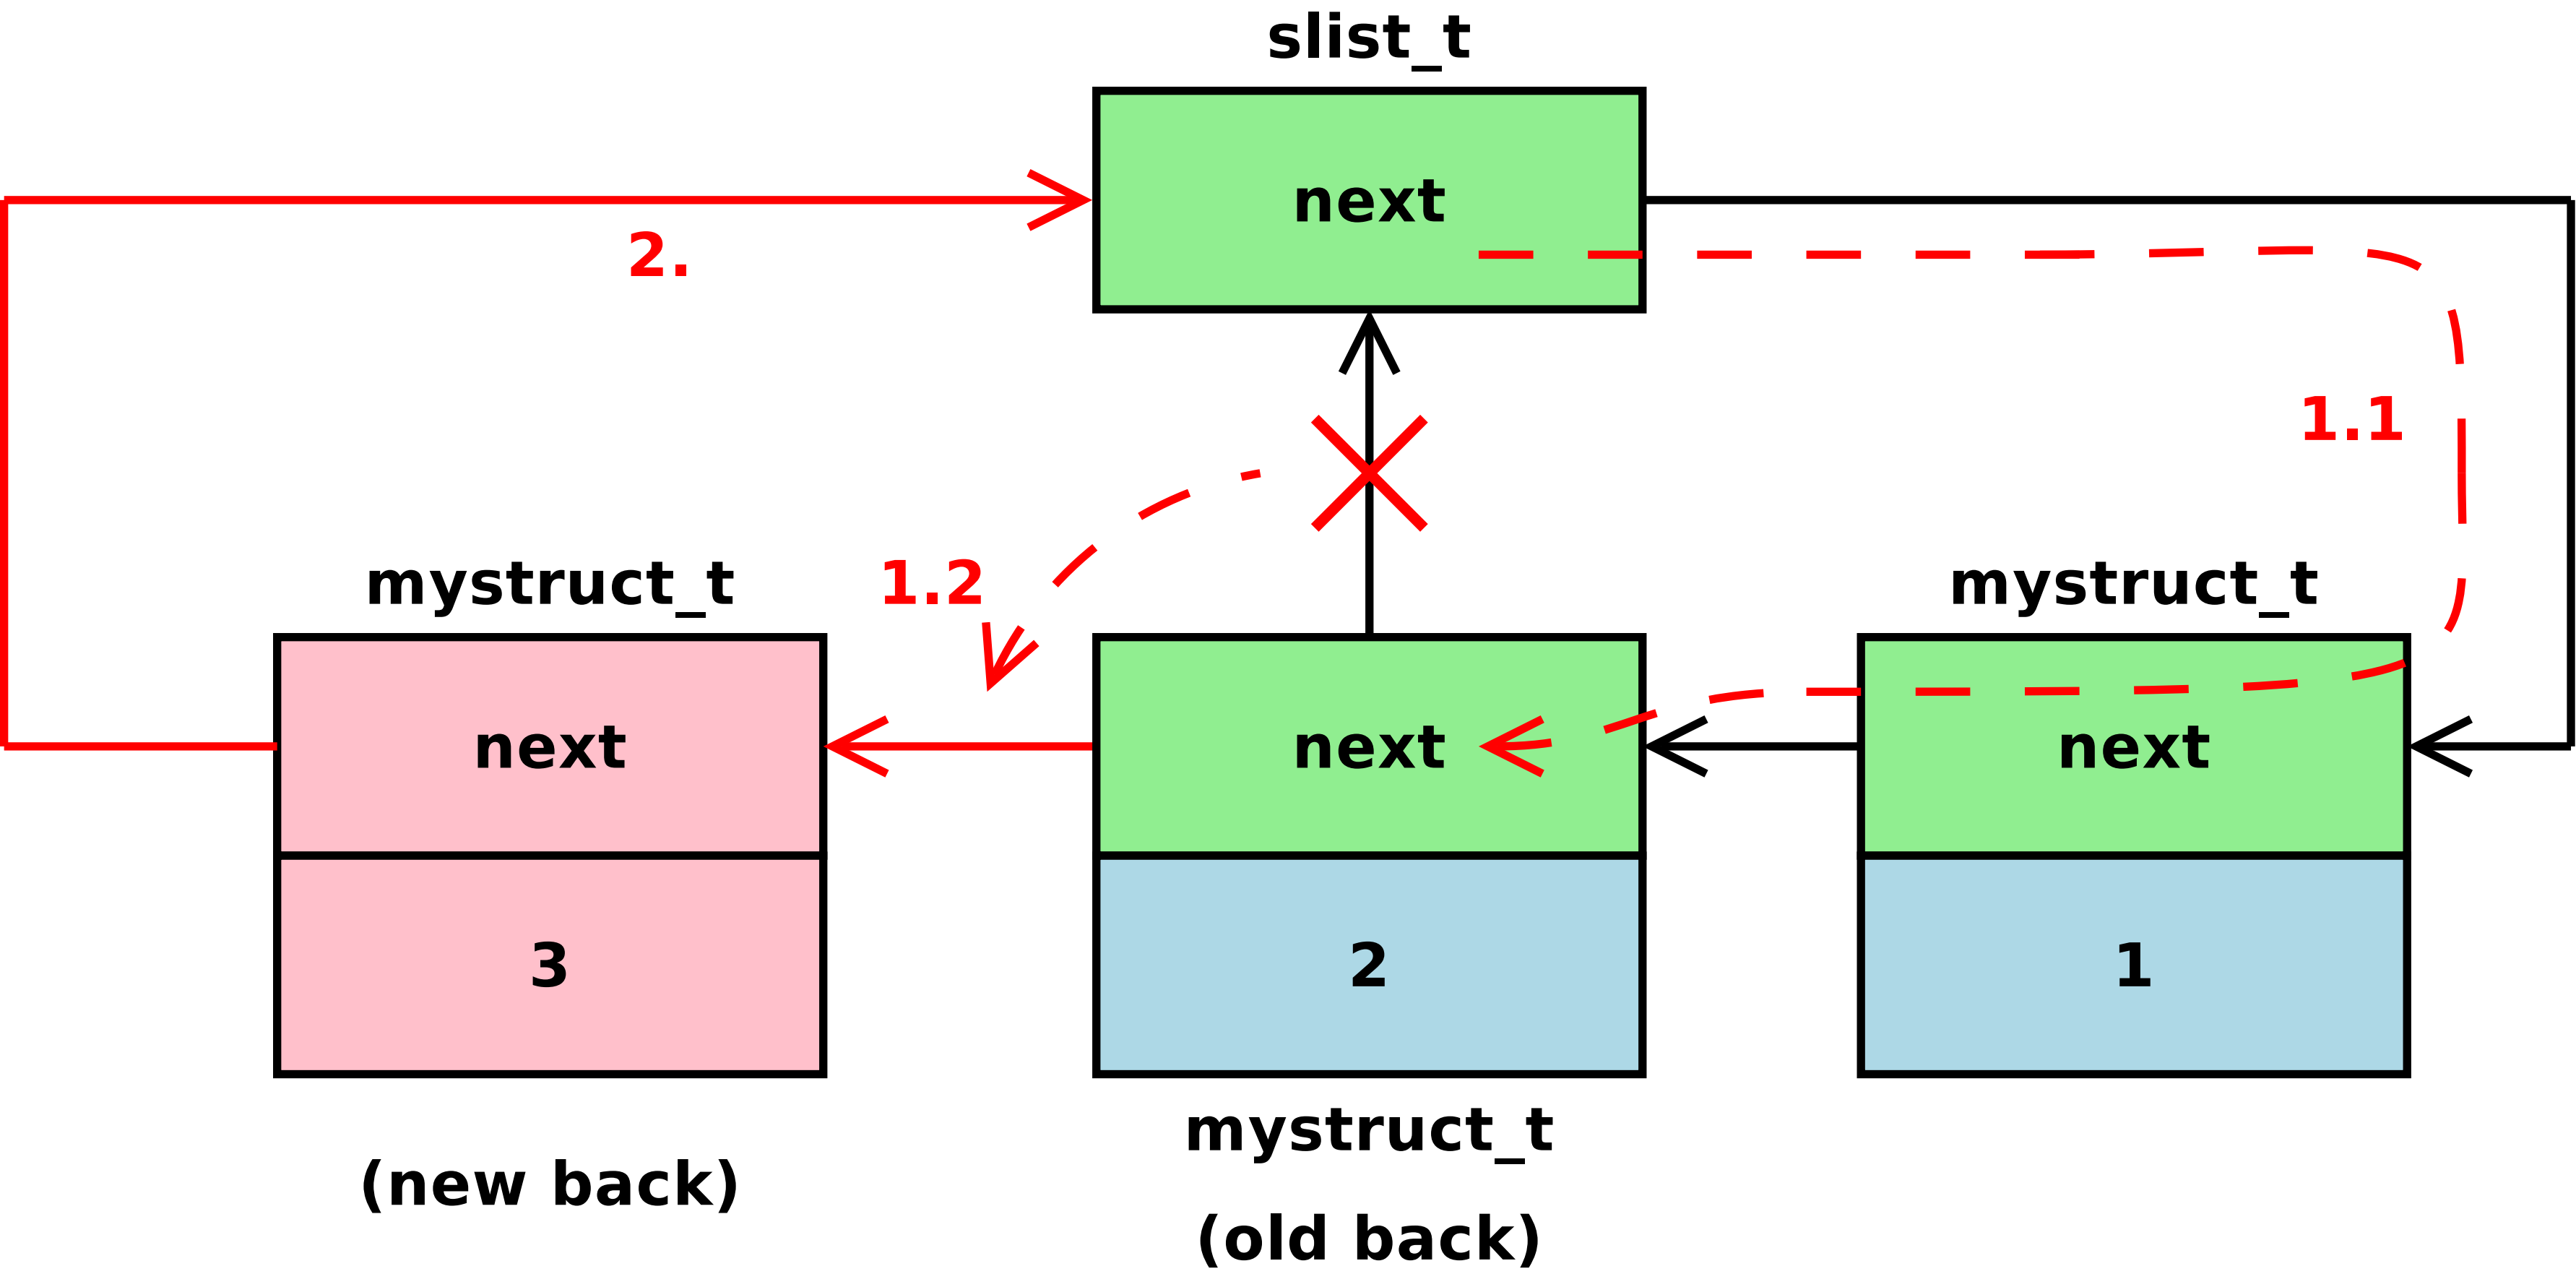 slist_t
next
2.
1.1
1.2
mystruct_t
mystruct_t
next
next
next
3
2
1
mystruct_t
(new back)
(old back)